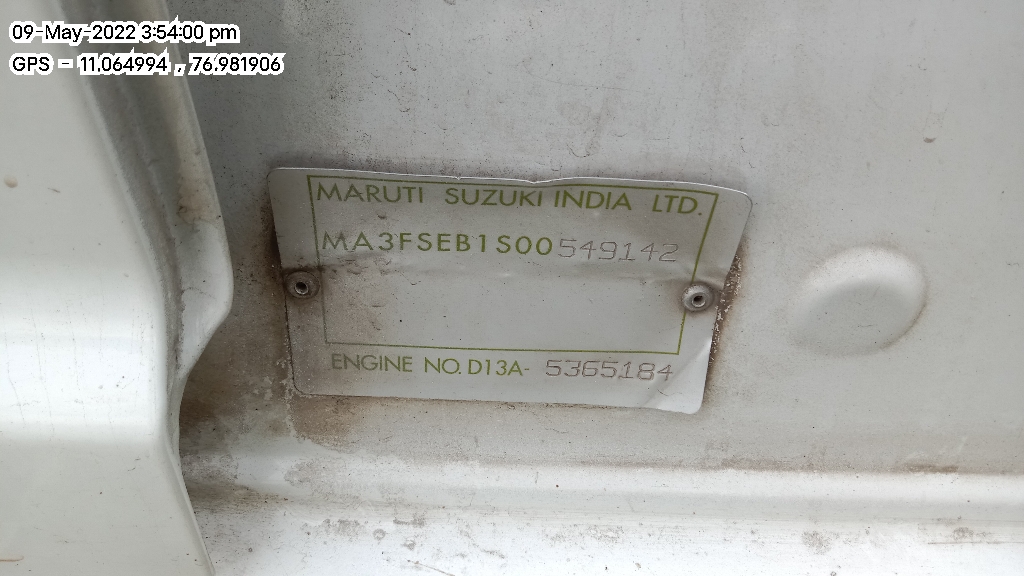 09-May-2022 3:54:00 pm
GPS - 11.064994 , 76.981906
MARUTI SUZUKI INDIA LTD.
MA3FSEB1S00549142
ENGINE NO. D13A- 5365184